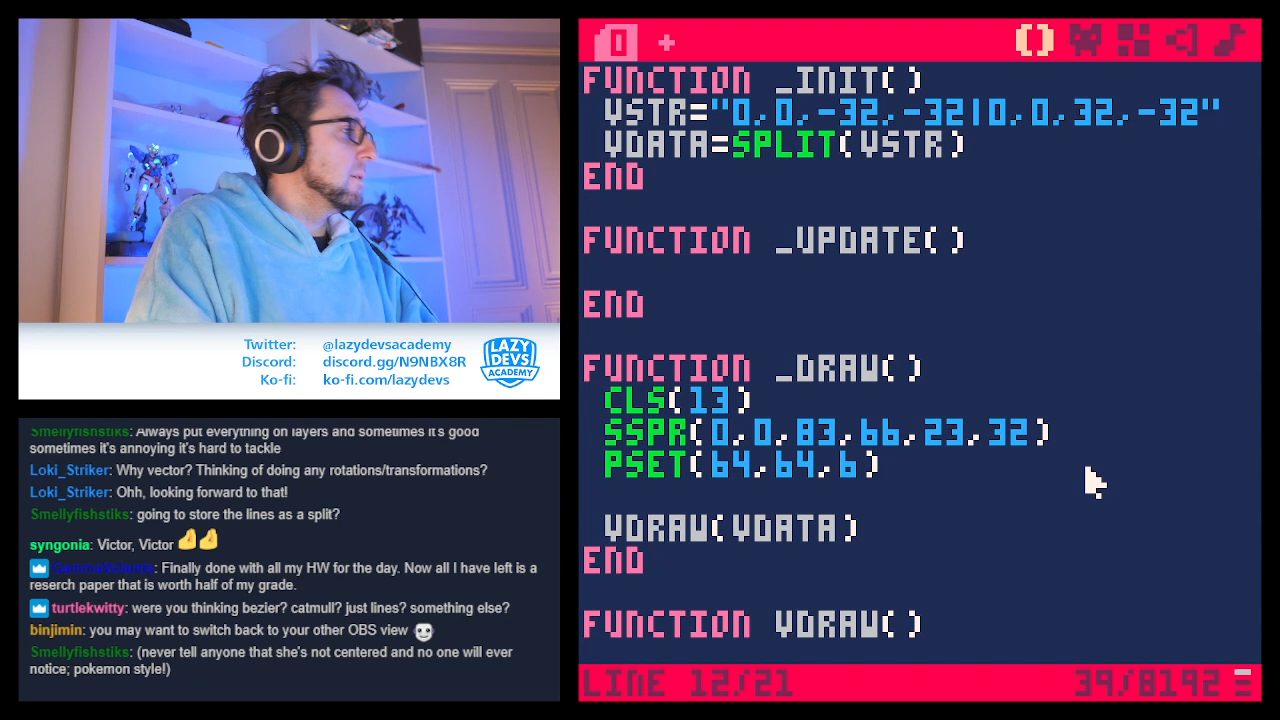 Twitter: @lazydevsacademy
Discord: discord.gg/N9NBX8R
Ko-fi: ko-fi.com/lazydevs
LAZY
DEVS
ACADEMY
Smellyfishstiks: Always put everything on layers and sometimes it's good
sometimes it's annoying it's hard to tackle
Loki_Striker: Why vector? Thinking of doing any rotations/transformations?
Loki_Striker: Ohh, looking forward to that!
Smellyfishstiks: going to store the lines as a split?
syngonia: Victor, Victor
: Finally done with all my HW for the day. Now all I have left is a
reserch paper that is worth half of my grade.
turtlekwitty: were you thinking bezier? catmull? just lines? something else?
binjimin: you may want to switch back to your other OBS view
Smellyfishstiks: (never tell anyone that she's not centered and no one will ever
notice; pokemon style!)
0 +
FUNCTION _INIT()
VSTR="0,0,-32,-32|0,0,32,-32"
VDATA=SPLIT(VSTR)
END
FUNCTION _UPDATE()
END
FUNCTION _DRAW()
CLS(13)
SSPR(0,0,83,66,23,32)
PSET(64,64,6)
VDRAW(VDATA)
END
FUNCTION VDRAW()
LINE 12/21
39/8192